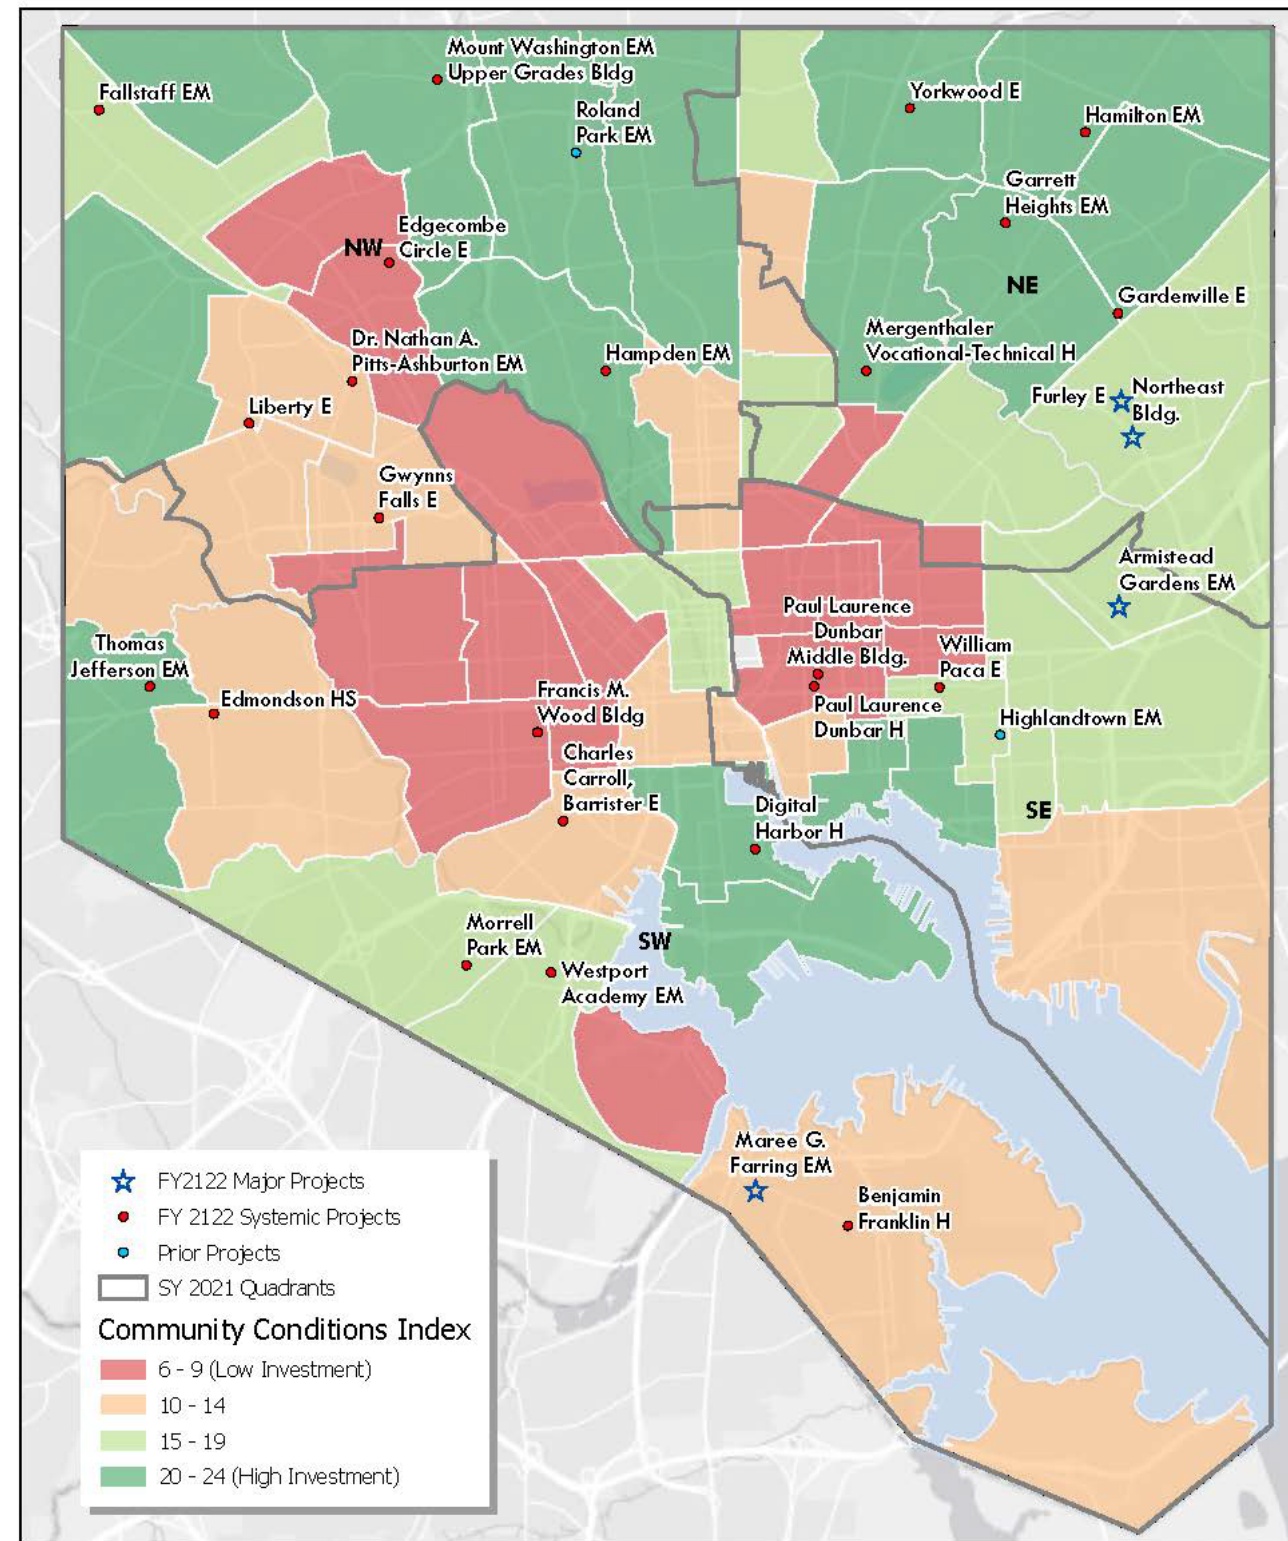 Mount Washington EM
Upper Grades Bldg
Fallstaff EM
Roland
Park EM
Yorkwood E
Hamilton EM
Garrett
Heights EM
Edgecombe
Circle E
NW
NE
Gardenville E
Dr. Nathan A.
Pitts-Ashburton EM
Hampden EM
Mergenthaler
Vocational-Technical H
Liberty E
Furley E
Northeast
Bldg.
Gwynns
Falls E
Armistead
Gardens EM
Paul Laurence
Dunbar
Middle Bldg.
Thomas
Jefferson EM
William
Paca E
Edmondson HS
Francis M.
Wood Bldg
Paul Laurence
Dunbar H
Highlandtown EM
Charles
Carroll,
Barrister E
Digital
Harbor H
SE
Morrell
Park EM
SW
Westport
Academy EM
Maree G.
Farring EM
Benjamin
Franklin H
FY2122 Major Projects
FY 2122 Systemic Projects
Prior Projects
SY 2021 Quadrants
Community Conditions Index
6 - 9 (Low Investment)
10 - 14
15 - 19
20 - 24 (High Investment)